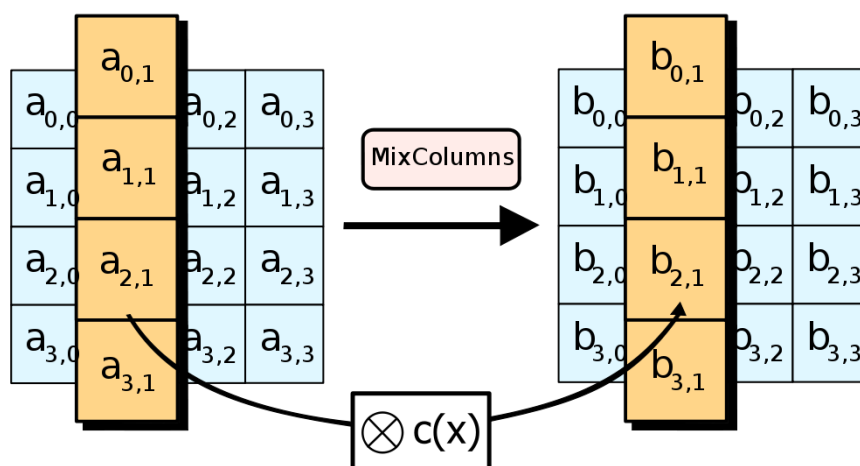 a0,1 b0,1
a0,0 a0,2 a0,3 b0,0 b0,2 b0,3
MixColumns
a1,0 a1,1 a1,2 a1,3 b1,0 b1,1 b1,2 b1,3
a2,0 a2,1 a2,2 a2,3 b2,0 b2,1 b2,2 b2,3
a3,0 a3,1 a3,2 a3,3 b3,0 b3,1 b3,2 b3,3
⊗ c(x)